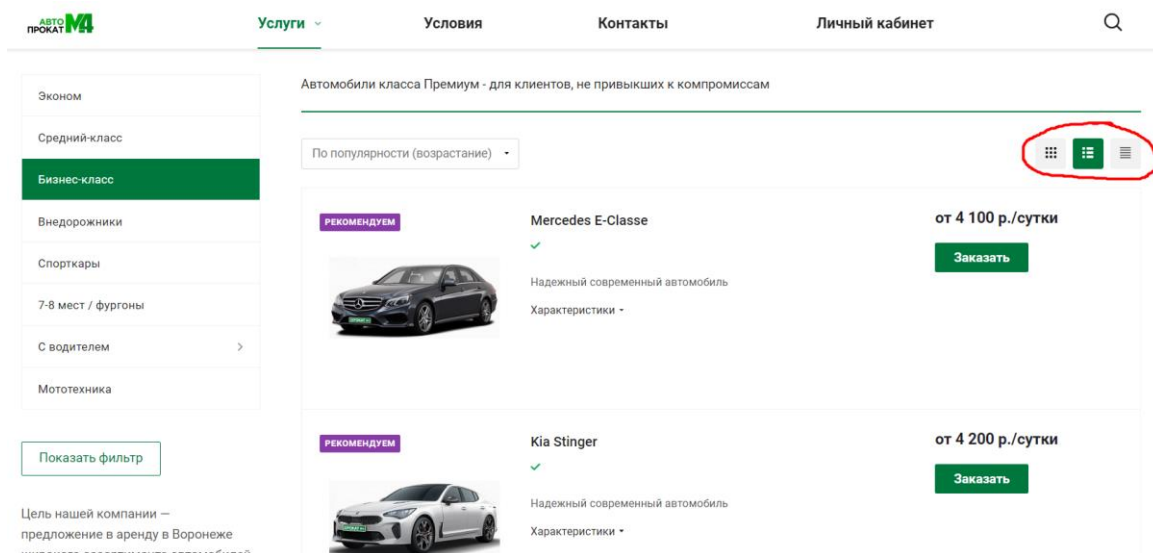 АВТО
ПРОКАТ М4
Услуги
Условия
Контакты
Личный кабинет
Эконом
Средний-класс
Бизнес-класс
Внедорожники
Спорткары
7-8 мест / фургоны
С водителем
Мототехника
Показать фильтр
Цель нашей компании —
предложение в аренду в Воронеже
Автомобили класса Премиум - для клиентов, не привыкших к компромиссам
По популярности (возрастание)
РЕКОМЕНДУЕМ
Mercedes E-Classe
Надежный современный автомобиль
Характеристики
от 4 100 р./сутки
Заказать
РЕКОМЕНДУЕМ
Kia Stinger
Надежный современный автомобиль
Характеристики
от 4 200 р./сутки
Заказать